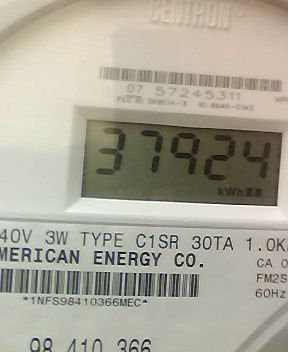 CENTRON®
07 57245311
37924
kWh
40V 3W TYPE C1SR 30TA 1.0K
MERICAN ENERGY CO.
CA 0
FM2S
60Hz
*1NFS98410366MEC*
98 410 366